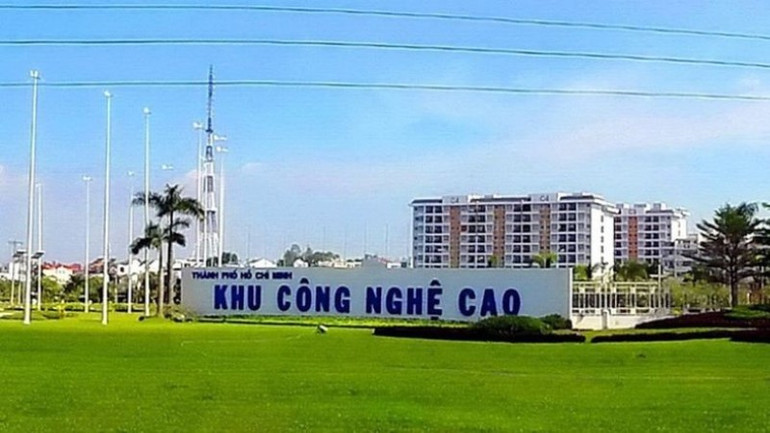 THÀNH PHỐ HỒ CHÍ MINH
KHU CÔNG NGHỆ CAO